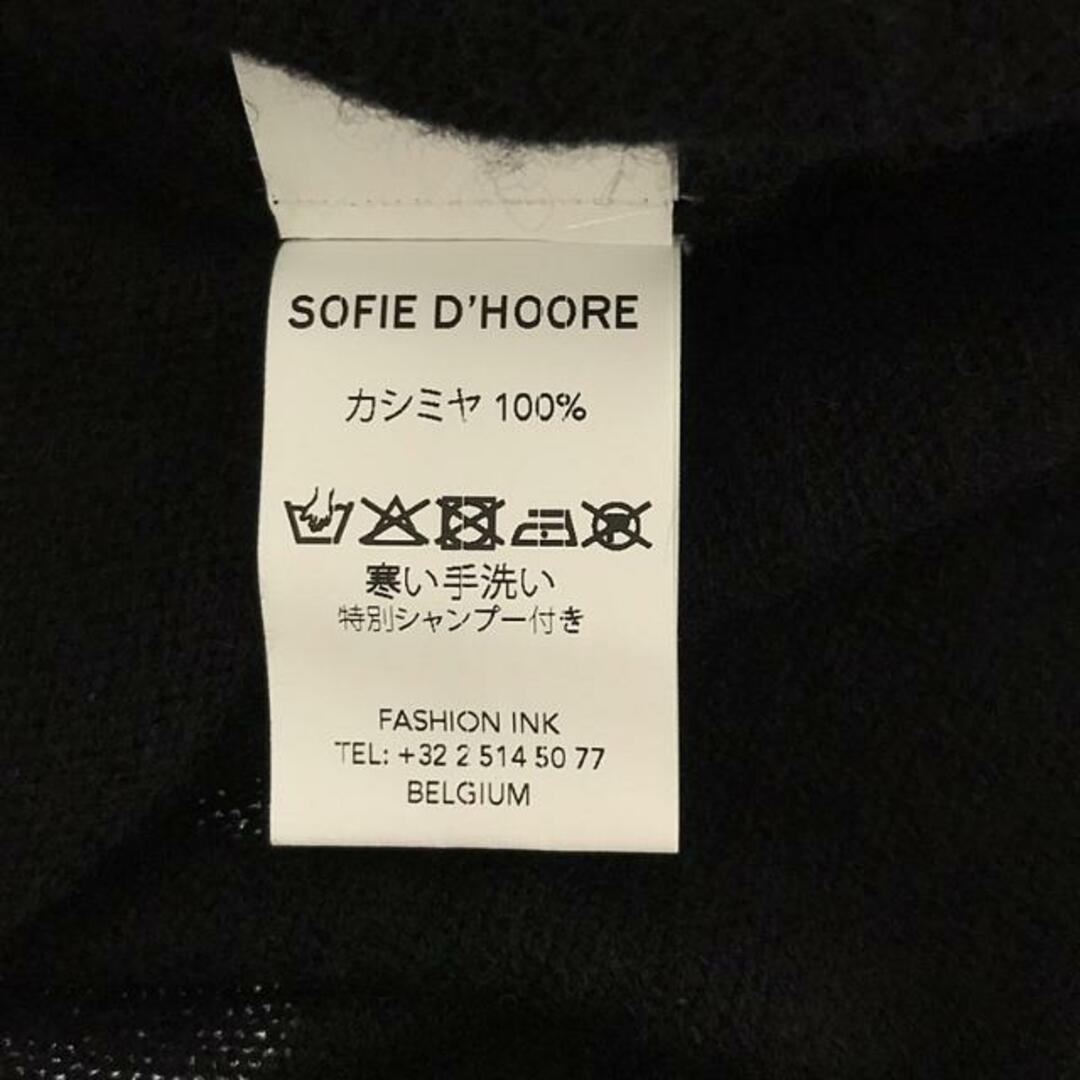 SOFIE D'HOORE
カシミヤ 100%
寒い手洗い
特別シャンプー付き
FASHION INK
TEL: +32 2 514 50 77
BELGIUM